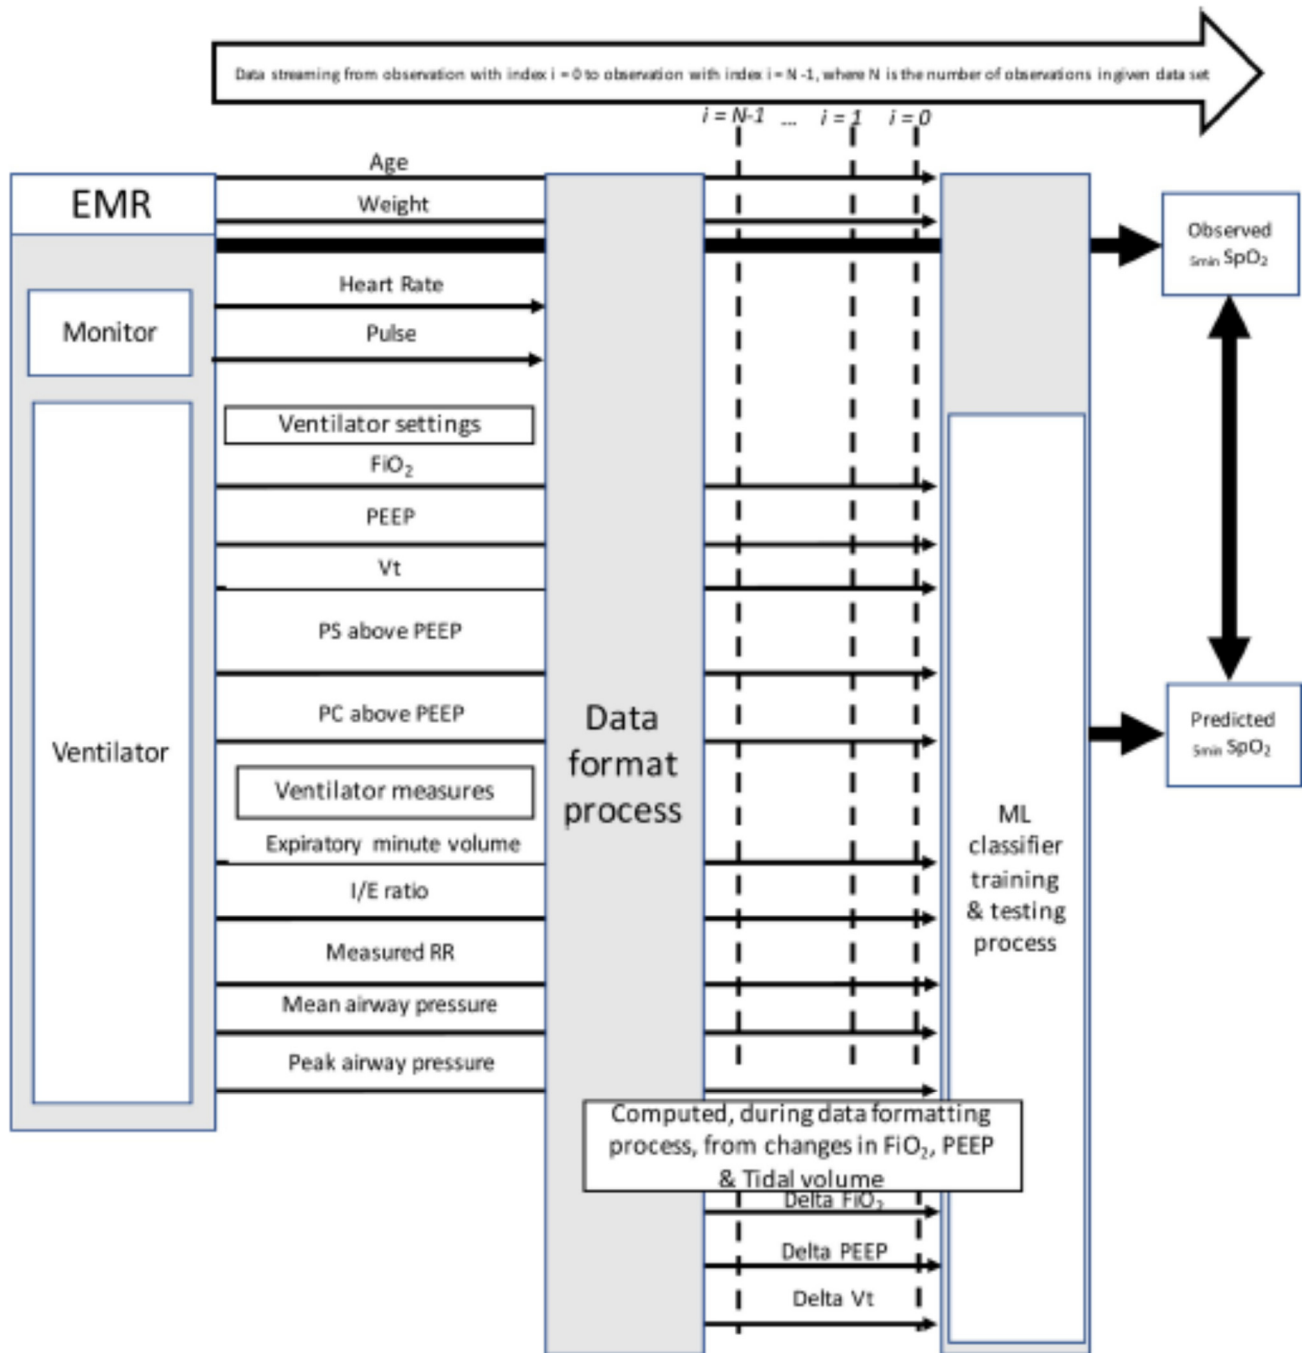 Data streaming from observation with index i = 0 to observation with index i = N -1, where N is the number of observations in given data set
i = N-1 ... i = 1 i = 0
EMR
Monitor
Ventilator
Age
Weight
Heart Rate
Pulse
Ventilator settings
FiO₂
PEEP
Vt
PS above PEEP
PC above PEEP
Ventilator measures
Expiratory minute volume
I/E ratio
Measured RR
Mean airway pressure
Peak airway pressure
Data
format
process
Computed, during data formatting
process, from changes in FiO₂, PEEP
& Tidal volume
Delta FiO₂
Delta PEEP
Delta Vt
ML
classifier
training
& testing
process
Observed
5min SpO₂
Predicted
5min SpO₂